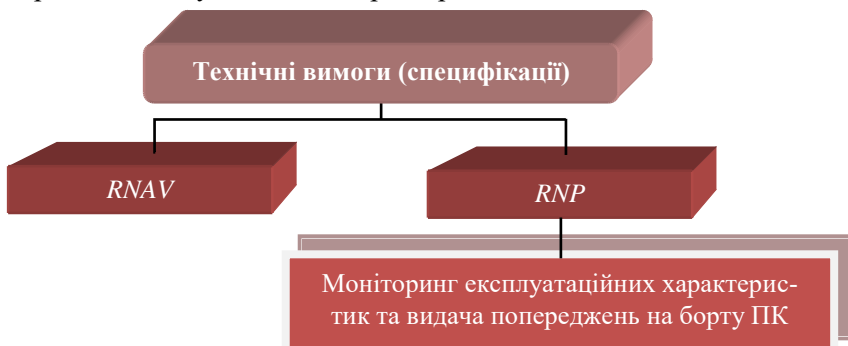 Технічні вимоги (специфікації)
RNAV
RNP
Моніторинг експлуатаційних характерис-
тик та видача попереджень на борту ПК